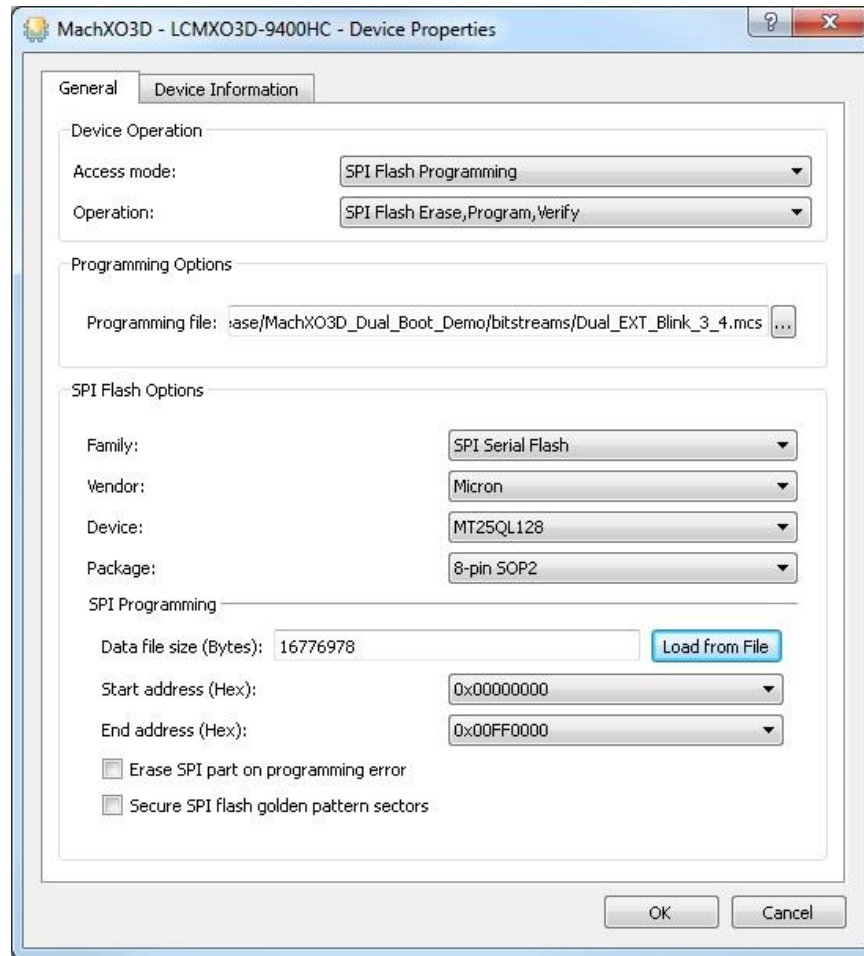 MachXO3D - LCMXO3D-9400HC - Device Properties
General
Device Information
Device Operation
Access mode: SPI Flash Programming
Operation: SPI Flash Erase,Program,Verify
Programming Options
Programming file: ease/MachXO3D_Dual_Boot_Demo/bitstreams/Dual_EXT_Blink_3_4.mcs ...
SPI Flash Options
Family: SPI Serial Flash
Vendor: Micron
Device: MT25QL128
Package: 8-pin SOP2
SPI Programming
Data file size (Bytes): 16776978 Load from File
Start address (Hex): 0x00000000
End address (Hex): 0x00FF0000
Erase SPI part on programming error
Secure SPI flash golden pattern sectors
OK Cancel